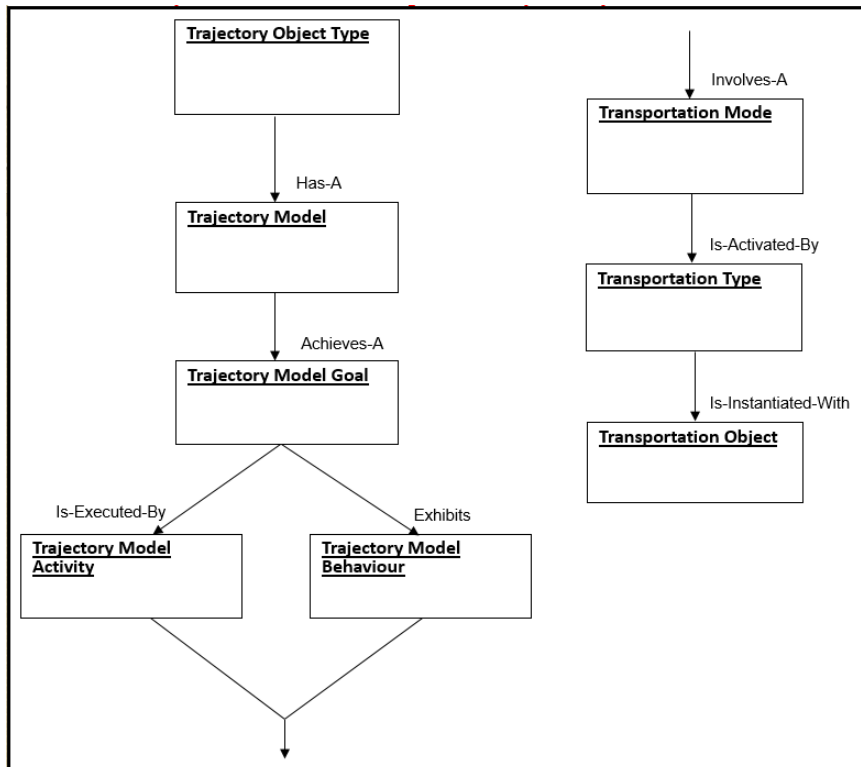 Trajectory Object Type
Has-A
Trajectory Model
Achieves-A
Trajectory Model Goal
Is-Executed-By
Exhibits
Trajectory Model
Activity
Trajectory Model
Behaviour
Involves-A
Transportation Mode
Is-Activated-By
Transportation Type
Is-Instantiated-With
Transportation Object